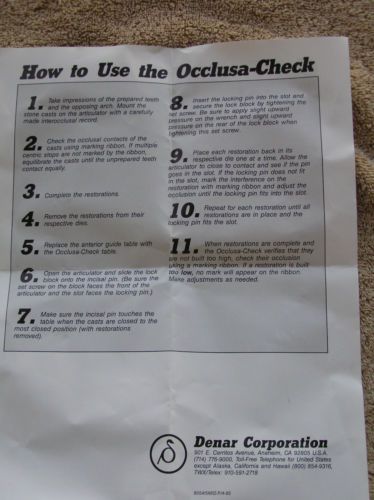 How to Use the Occlusa-Check
1. Take impressions of the prepared teeth
and the opposing arch. Mount the
stone casts on the articulator with a carefully
made interocclusal record.
2. Check the occlusal contacts of the
casts using marking ribbon. If multiple
centric stops are not marked by the ribbon,
equilibrate the casts until the unprepared teeth
contact equally.
3. Complete the restorations.
4. Remove the restorations from their
respective dies.
5. Replace the anterior guide table with
the Occlusa-Check table.
6. Open the articulator and slide the lock
block onto the incisal pin. (Be sure the
set screw on the block faces the front of the
articulator and the slot faces the locking pin.)
7. Make sure the incisal pin touches the
table when the casts are closed to the
most closed position (with restorations
removed).
8. Insert the locking pin into the slot and
secure the lock block by tightening the
set screw. Be sure to apply slight upward
pressure on the wrench and slight upward
pressure on the rear of the lock block when
tightening this set screw.
9. Place each restoration back in its
respective die one at a time. Allow the
articulator to close to contact and see if the pin
goes in the slot. If the locking pin does not fit
in the slot, mark the interference on the
restoration with marking ribbon and adjust the
occlusion until the locking pin fits into the slot.
10. Repeat for each restoration until all
restorations are in place and the
locking pin fits the slot.
11. When restorations are complete and
the Occlusa-Check verifies that they
are not built too high, check their occlusion
using a marking ribbon. If a restoration is built
too low, no mark will appear on the ribbon.
Make adjustments as needed.
Denar Corporation
901 E. Cerritos Avenue, Anaheim, CA 92805 U.S.A.
(714) 776-9000, Toll-Free Telephone for United States
except Alaska, California and Hawaii (800) 854-9316,
TWX/Telex: 910-591-2718